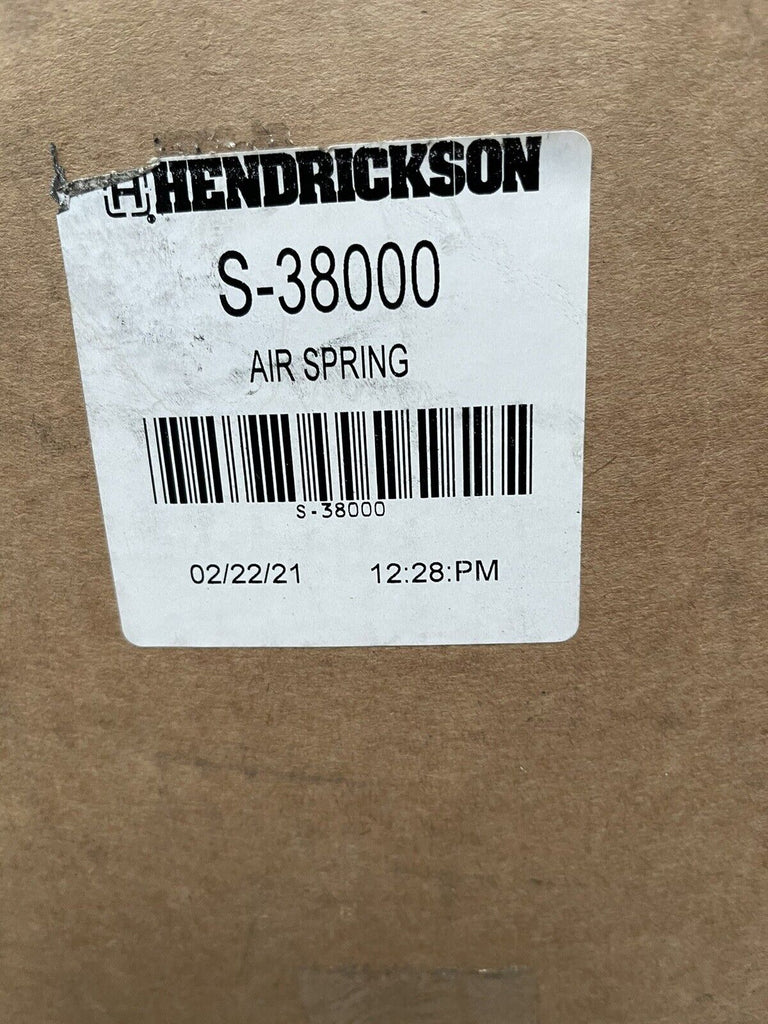 HENDRICKSON
S-38000
AIR SPRING
S-38000
02/22/21 12:28:PM